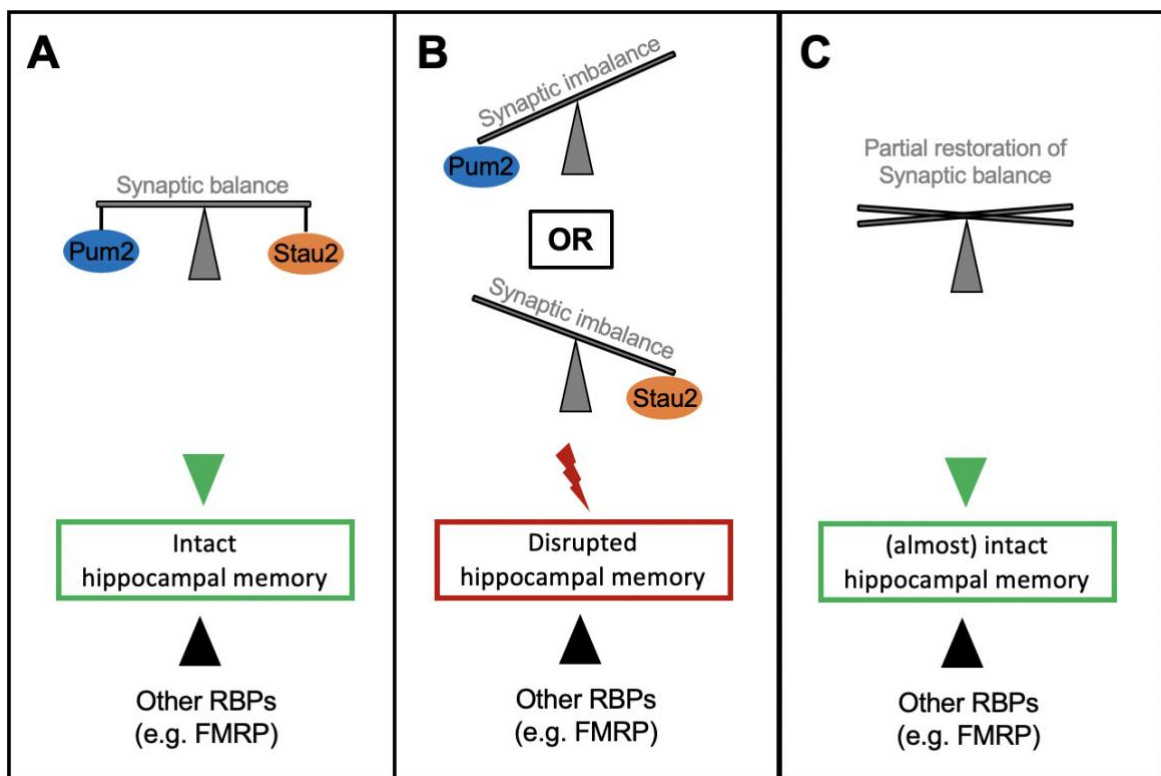 A
Synaptic balance
Pum2
Stau2
Intact
hippocampal memory
Other RBPs
(e.g. FMRP)
B
Synaptic imbalance
Pum2
OR
Synaptic imbalance
Stau2
Disrupted
hippocampal memory
Other RBPs
(e.g. FMRP)
C
Partial restoration of
Synaptic balance
(almost) intact
hippocampal memory
Other RBPs
(e.g. FMRP)